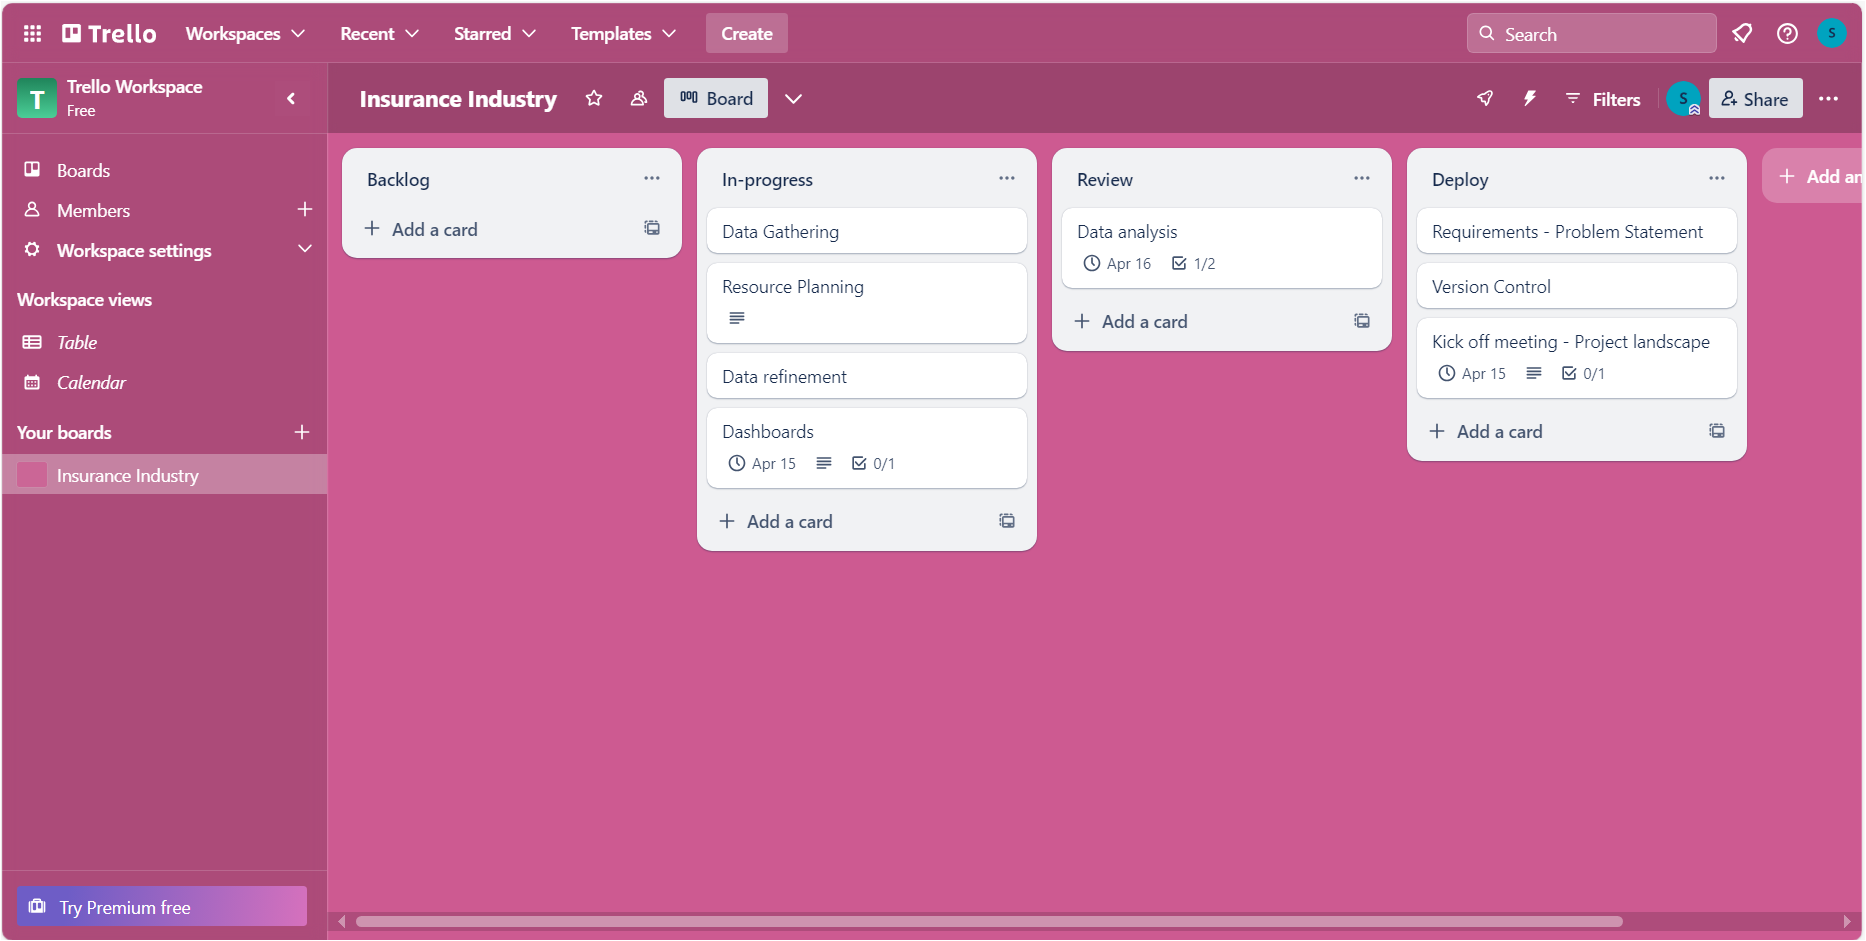 Trello Workspaces Recent Starred Templates Create Search S
T Trello Workspace
Free
Insurance Industry Board Filters S Share
Boards
Members
Workspace settings
Workspace views
Table
Calendar
Your boards
Insurance Industry
Try Premium free
Backlog
Add a card
In-progress
Data Gathering
Resource Planning
Data refinement
Dashboards
Apr 15 0/1
Add a card
Review
Data analysis
Apr 16 1/2
Add a card
Deploy
Requirements - Problem Statement
Version Control
Kick off meeting - Project landscape
Apr 15 0/1
Add a card
Add an